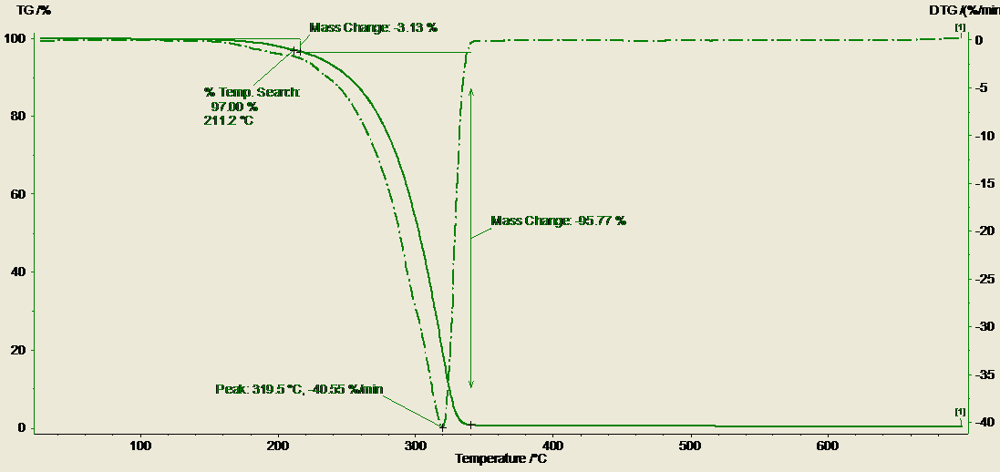 TG /% DTG /(%/min
[1]
Mass Change: -3.13 %
100 0
% Temp. Search:
97.00 %
211.2 °C
-5
80
-10
-15
60
Mass Change: -95.77 %
-20
-25
40
-30
20
-35
Peak: 319.5 °C, -40.55 %/min
[1]
0 -40
100 200 300 400 500 600
Temperature /°C